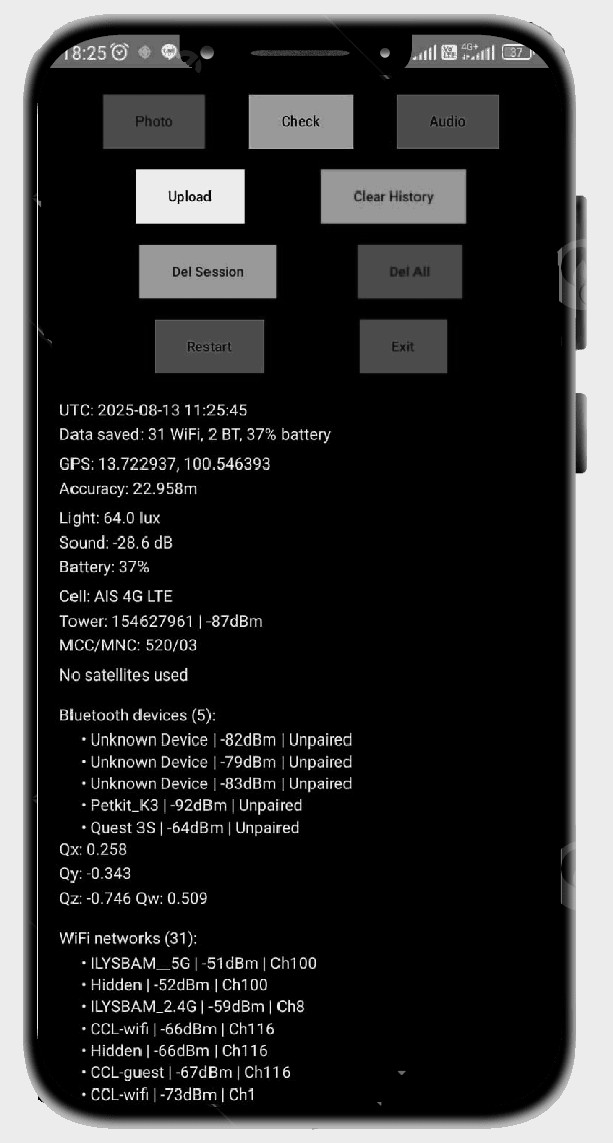 18:25 4G+ 37
Photo Check Audio
Upload Clear History
Del Session Del All
Restart Exit
UTC: 2025-08-13 11:25:45
Data saved: 31 WiFi, 2 BT, 37% battery
GPS: 13.722937, 100.546393
Accuracy: 22.958m
Light: 64.0 lux
Sound: -28.6 dB
Battery: 37%
Cell: AIS 4G LTE
Tower: 154627961 | -87dBm
MCC/MNC: 520/03
No satellites used
Bluetooth devices (5):
• Unknown Device | -82dBm | Unpaired
• Unknown Device | -79dBm | Unpaired
• Unknown Device | -83dBm | Unpaired
• Petkit_K3 | -92dBm | Unpaired
• Quest 3S | -64dBm | Unpaired
Qx: 0.258
Qy: -0.343
Qz: -0.746 Qw: 0.509
WiFi networks (31):
• ILYSBAM__5G | -51dBm | Ch100
• Hidden | -52dBm | Ch100
• ILYSBAM_2.4G | -59dBm | Ch8
• CCL-wifi | -66dBm | Ch116
• Hidden | -66dBm | Ch116
• CCL-guest | -67dBm | Ch116
• CCL-wifi | -73dBm | Ch1